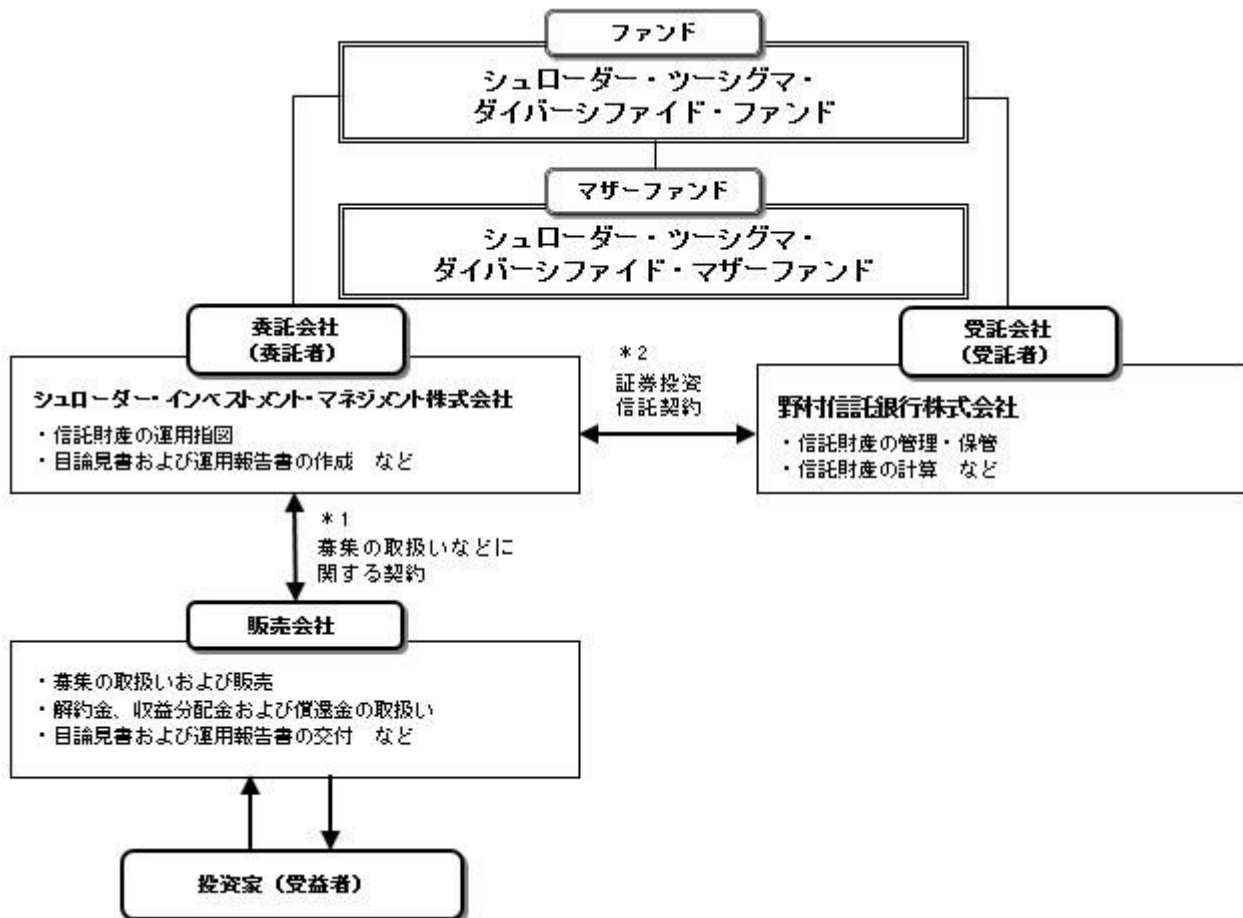 ファンド
シュローダー・ツーシグマ・
ダイバーシファイド・ファンド
マザーファンド
シュローダー・ツーシグマ・
ダイバーシファイド・マザーファンド
委託会社
(委託者)
シュローダー・インベストメント・マネジメント株式会社
・信託財産の運用指図
・目論見書および運用報告書の作成　など
*2
証券投資
信託契約
受託会社
(受託者)
野村信託銀行株式会社
・信託財産の管理・保管
・信託財産の計算　など
*1
募集の取扱いなどに
関する契約
販売会社
・募集の取扱いおよび販売
・解約金、収益分配金および償還金の取扱い
・目論見書および運用報告書の交付　など
投資家（受益者）